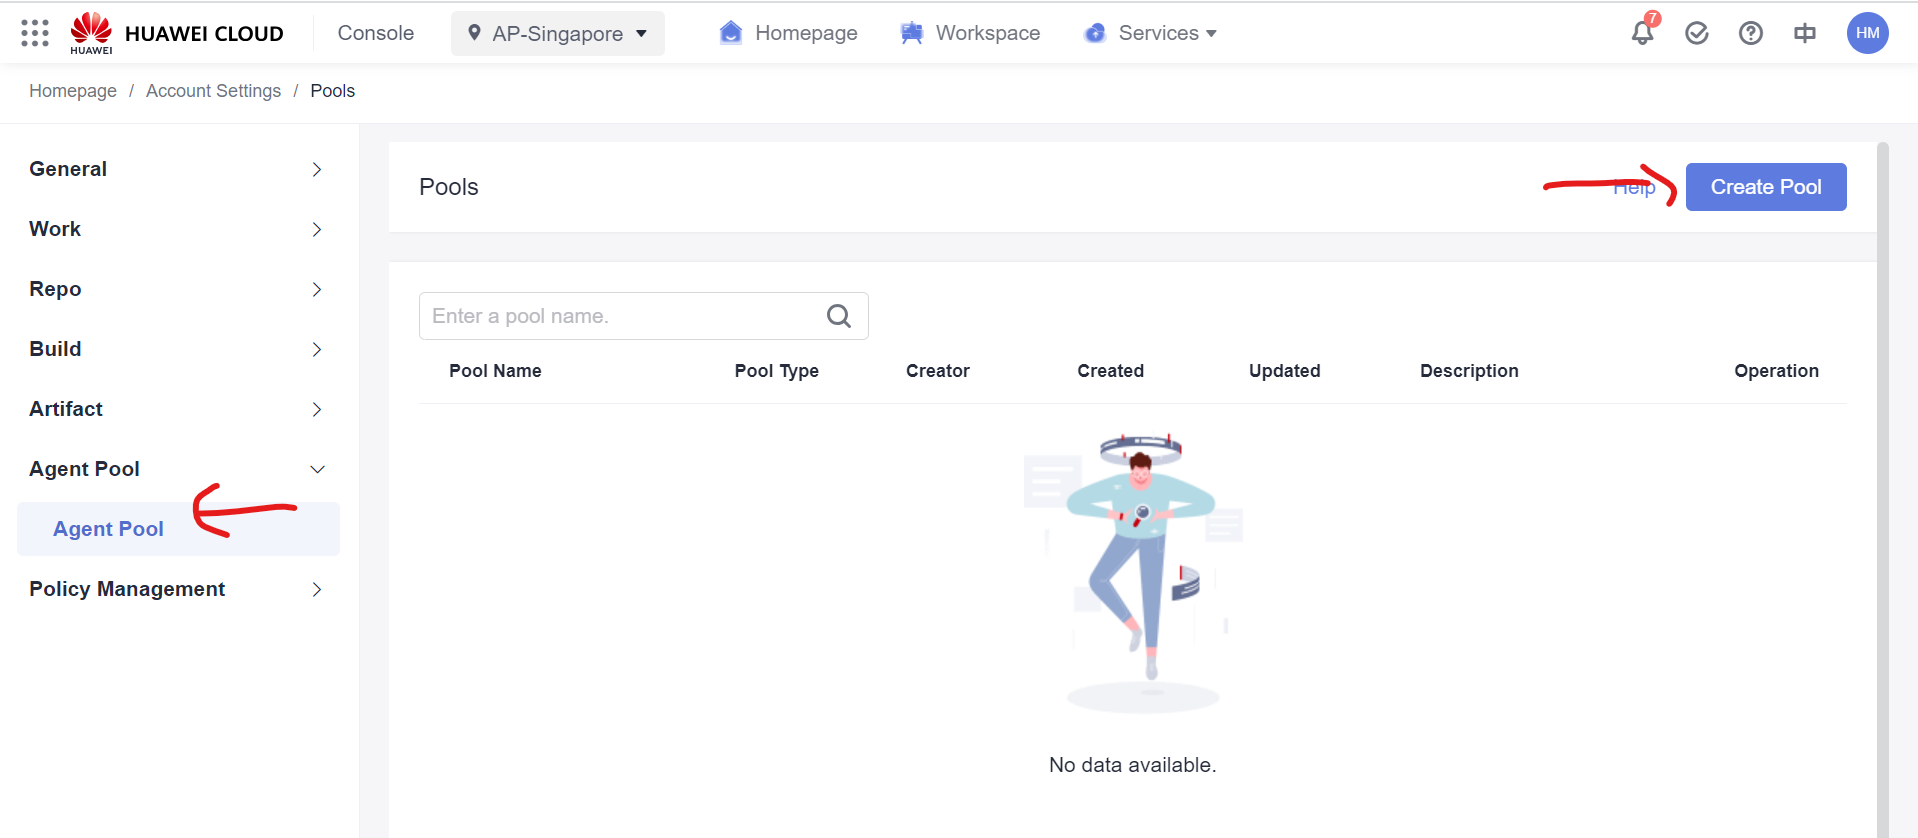 HUAWEI
HUAWEI CLOUD
Console
AP-Singapore
Homepage
Workspace
Services
7
中
HM
Homepage / Account Settings / Pools
General
Work
Repo
Build
Artifact
Agent Pool
Agent Pool
Policy Management
Pools
Help
Create Pool
Enter a pool name.
Pool Name Pool Type Creator Created Updated Description Operation
No data available.